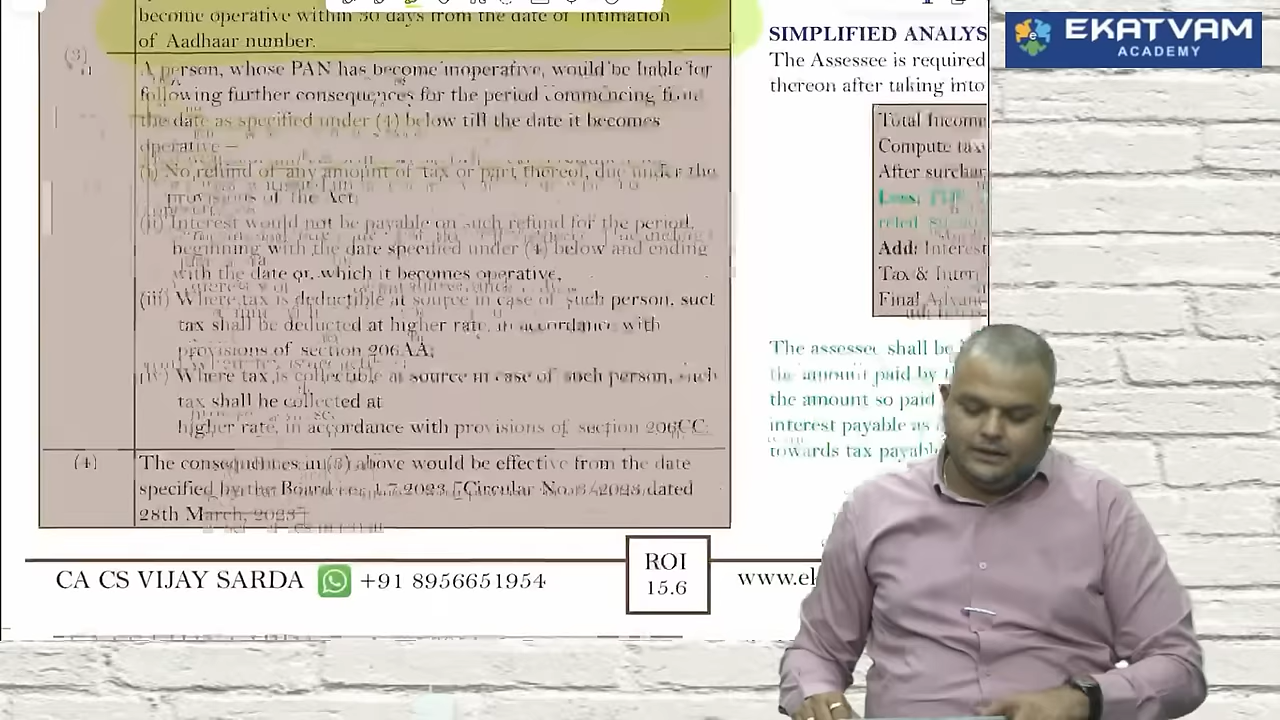 become operative within 30 days from the date of intimation
of Aadhaar number.
(3)
A person, whose PAN has become inoperative, would be liable for
following further consequences for the period commencing from
the date as specified under (4) below till the date it becomes
operative –
(i) No refund of any amount of tax or part thereof, due under the
provisions of the Act;
(ii) Interest would not be payable on such refund for the period,
beginning with the date specified under (4) below and ending
with the date on which it becomes operative,
(iii) Where tax is deductible at source in case of such person, such
tax shall be deducted at higher rate, in accordance with
provisions of section 206AA;
(iv) Where tax is collectible at source in case of such person, such
tax shall be collected at
higher rate, in accordance with provisions of section 206CC.
(4)
The consequences in (3) above would be effective from the date
specified by the Board i.e., 1.7.2023 [Circular No. 3/2023 dated
28th March, 2023]
CA CS VIJAY SARDA +91 8956651954
ROI
15.6
SIMPLIFIED ANALYS
The Assessee is required
thereon after taking into
Total Income
Compute tax
After surchar
Less:
Add: Interest
Tax &
Final Advan
The assessee shall be
the amount paid by
the amount so paid
interest payable as
towards tax payable
EKATVAM
ACADEMY